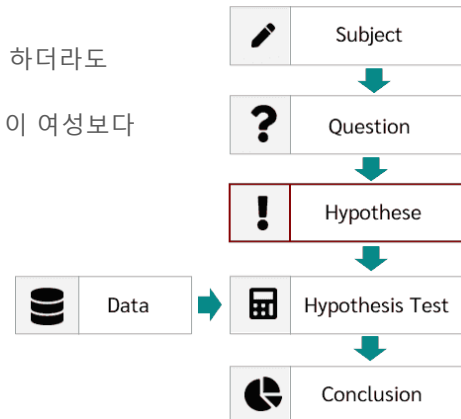 Subject
하더라도
Question
이 여성보다
Hypothese
Data
Hypothesis Test
Conclusion